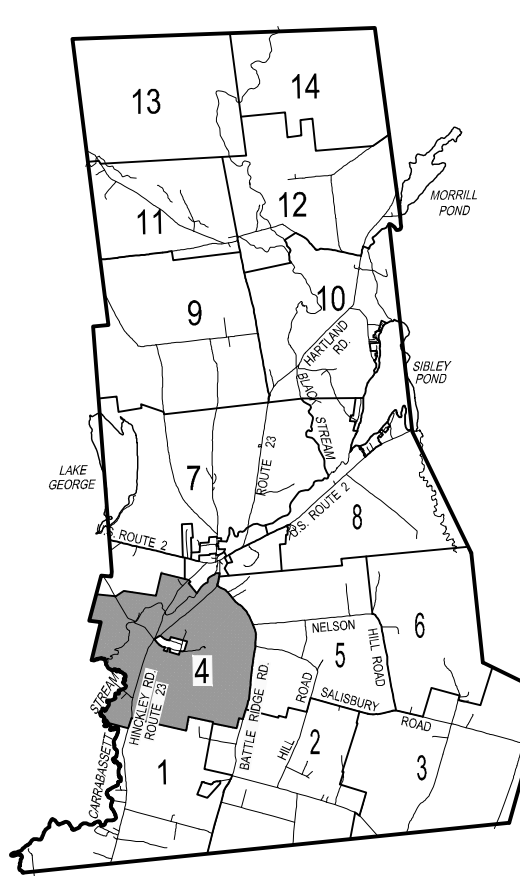 13
14
MORRILL
POND
11
12
9
10
HARTLAND
RD.
SIBLEY
POND
BLACK
STREAM
LAKE
GEORGE
7
ROUTE 23
U.S. ROUTE 2
8
S. ROUTE 2
NELSON
6
5
HILL ROAD
4
HINCKLEY RD.
ROUTE 23
STREAM
CARRABASSETT
BATTLE RIDGE RD.
ROAD
HILL
SALISBURY
ROAD
2
1
3